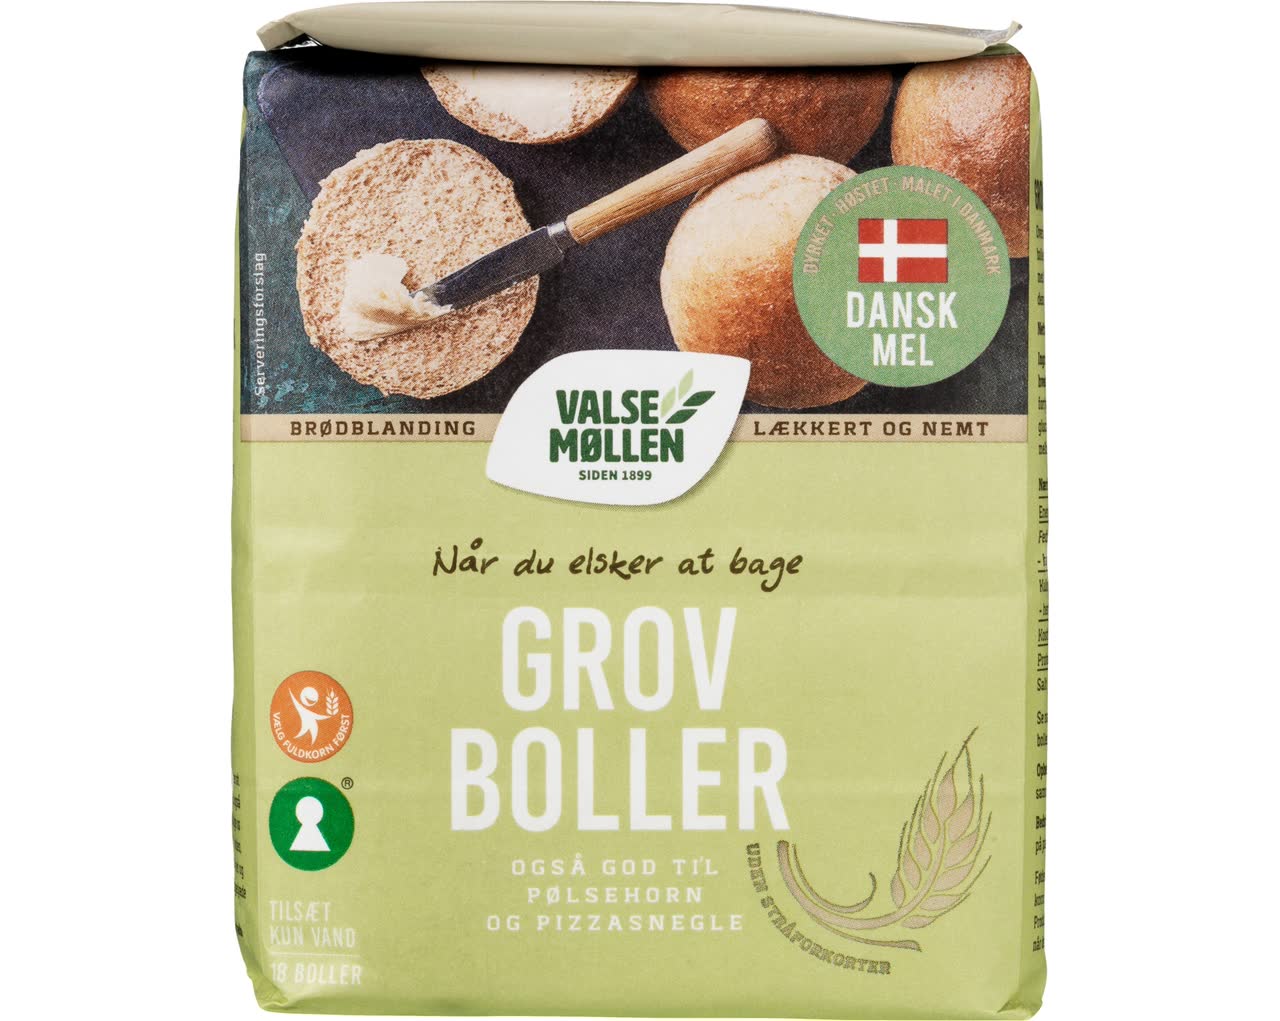 DYRKET · HØSTET · MALET I DANMARK
DANSK
MEL
Serveringsforslag
BRØDBLANDING
LÆKKERT OG NEMT
VALSE
MØLLEN
SIDEN 1899
Når du elsker at bage
GROV
BOLLER
OGSÅ GOD TIL
PØLSEHORN
OG PIZZASNEGLE
VÆLG FULDKORN FØRST
®
TILSÆT
KUN VAND
18 BOLLER
UDEN STRÅFORKORTER